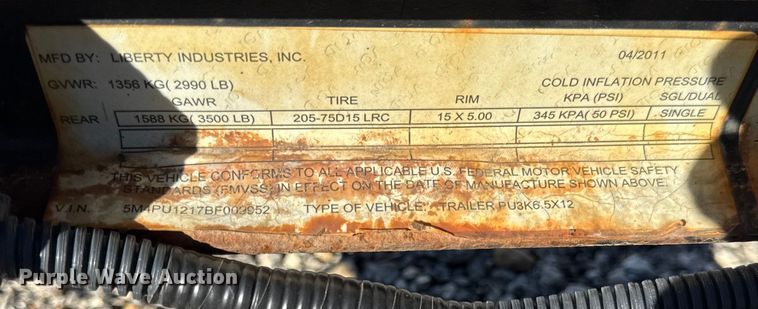 MFD BY: LIBERTY INDUSTRIES, INC. 04/2011
GVWR: 1356 KG( 2990 LB) COLD INFLATION PRESSURE
GAWR TIRE RIM KPA (PSI) SGL/DUAL
REAR 1588 KG( 3500 LB) 205-75D15 LRC 15 X 5.00 345 KPA( 50 PSI) SINGLE
THIS VEHICLE CONFORMS TO ALL APPLICABLE U.S. FEDERAL MOTOR VEHICLE SAFETY
STANDARDS (FMVSS) IN EFFECT ON THE DATE OF MANUFACTURE SHOWN ABOVE.
V.I.N. 5M4PU1217BF003952 TYPE OF VEHICLE: TRAILER PU3K6.5X12
Purple Wave Auction